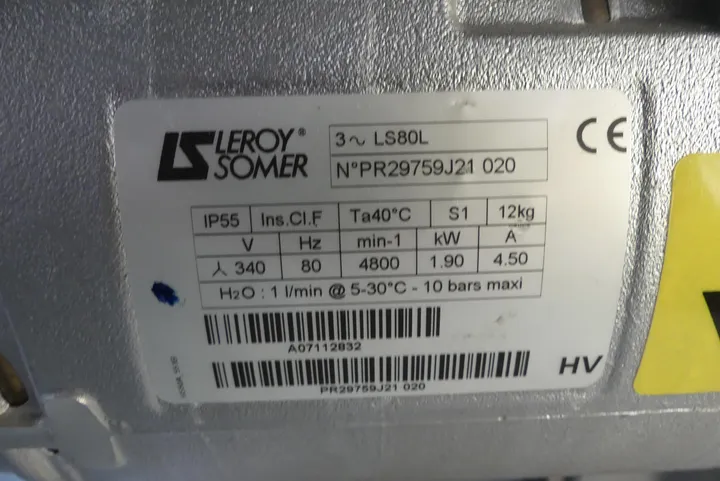 LS LEROY®
SOMER
3∿ LS80L
N°PR29759J21 020
CE
IP55 Ins.Cl.F Ta40°C S1 12kg
V Hz min-1 kW A
⅄ 340 80 4800 1.90 4.50
H2O : 1 l/min @ 5-30°C - 10 bars maxi
A07112832
PR29759J21 020
HV